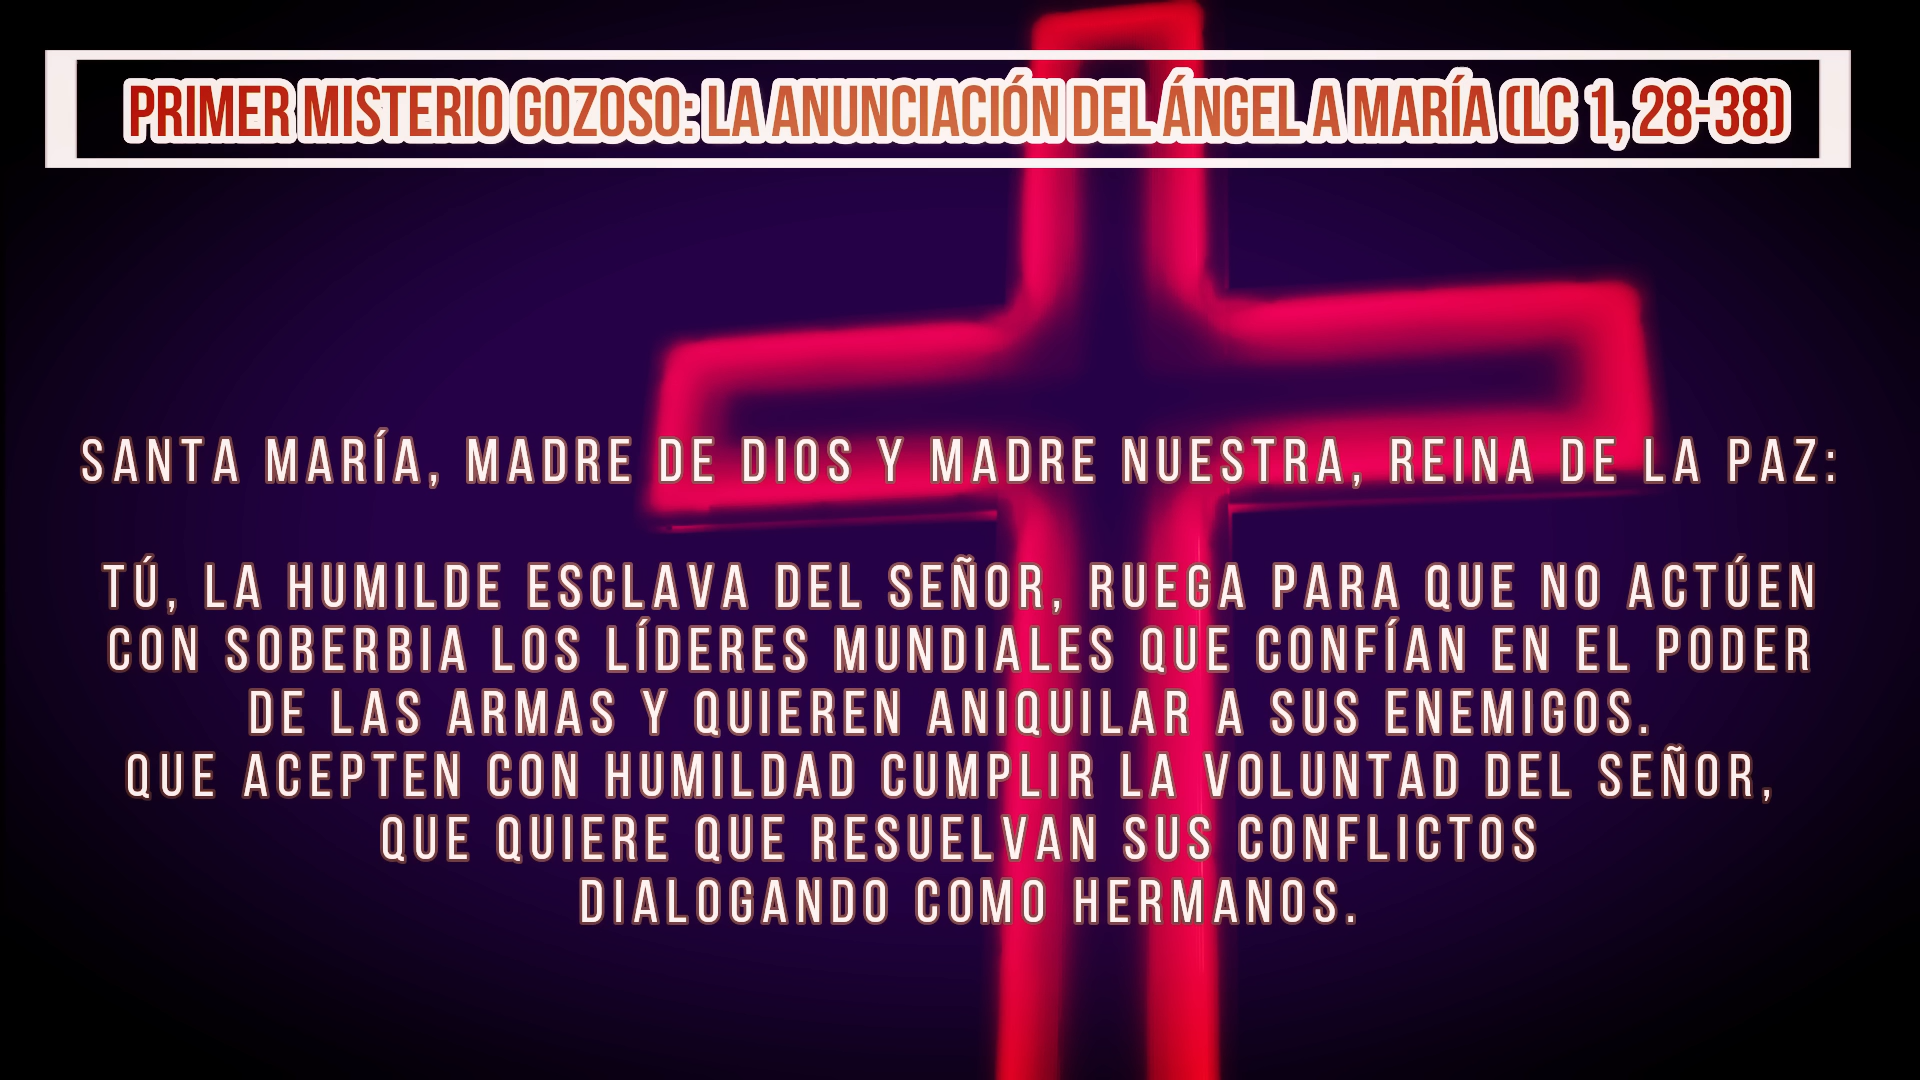 PRIMER MISTERIO GOZOSO: LA ANUNCIACIÓN DEL ÁNGEL A MARÍA (LC 1, 28-38)
SANTA MARÍA, MADRE DE DIOS Y MADRE NUESTRA, REINA DE LA PAZ:
TÚ, LA HUMILDE ESCLAVA DEL SEÑOR, RUEGA PARA QUE NO ACTÚEN
CON SOBERBIA LOS LÍDERES MUNDIALES QUE CONFÍAN EN EL PODER
DE LAS ARMAS Y QUIEREN ANIQUILAR A SUS ENEMIGOS.
QUE ACEPTEN CON HUMILDAD CUMPLIR LA VOLUNTAD DEL SEÑOR,
QUE QUIERE QUE RESUELVAN SUS CONFLICTOS
DIALOGANDO COMO HERMANOS.